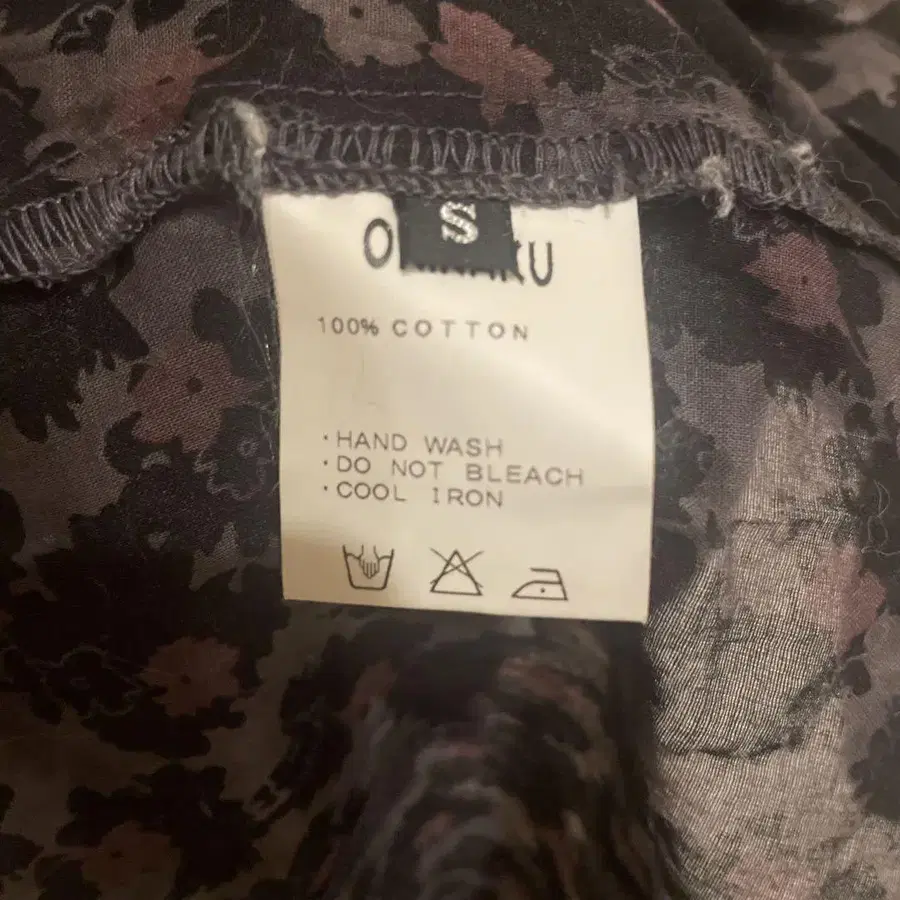 S
100% COTTON
· HAND WASH
· DO NOT BLEACH
· COOL IRON